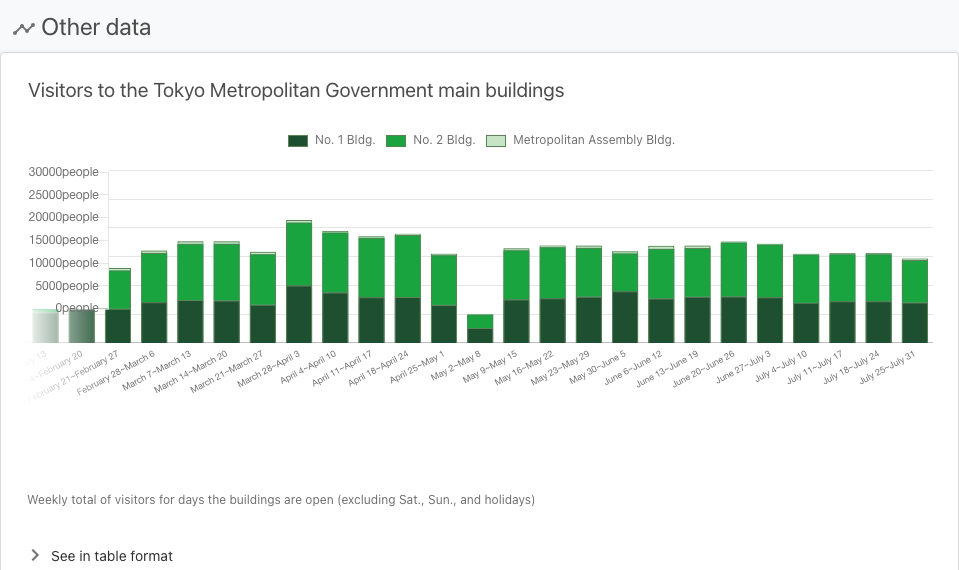 Other data
Visitors to the Tokyo Metropolitan Government main buildings
No. 1 Bldg. No. 2 Bldg. Metropolitan Assembly Bldg.
30000people
25000people
20000people
15000people
10000people
5000people
0people
13
~February 20
February 21~February 27
February 28~March 6
March 7~March 13
March 14~March 20
March 21~March 27
March 28~April 3
April 4~April 10
April 11~April 17
April 18~April 24
April 25~May 1
May 2~May 8
May 9~May 15
May 16~May 22
May 23~May 29
May 30~June 5
June 6~June 12
June 13~June 19
June 20~June 26
June 27~July 3
July 4~July 10
July 11~July 17
July 18~July 24
July 25~July 31
Weekly total of visitors for days the buildings are open (excluding Sat., Sun., and holidays)
See in table format